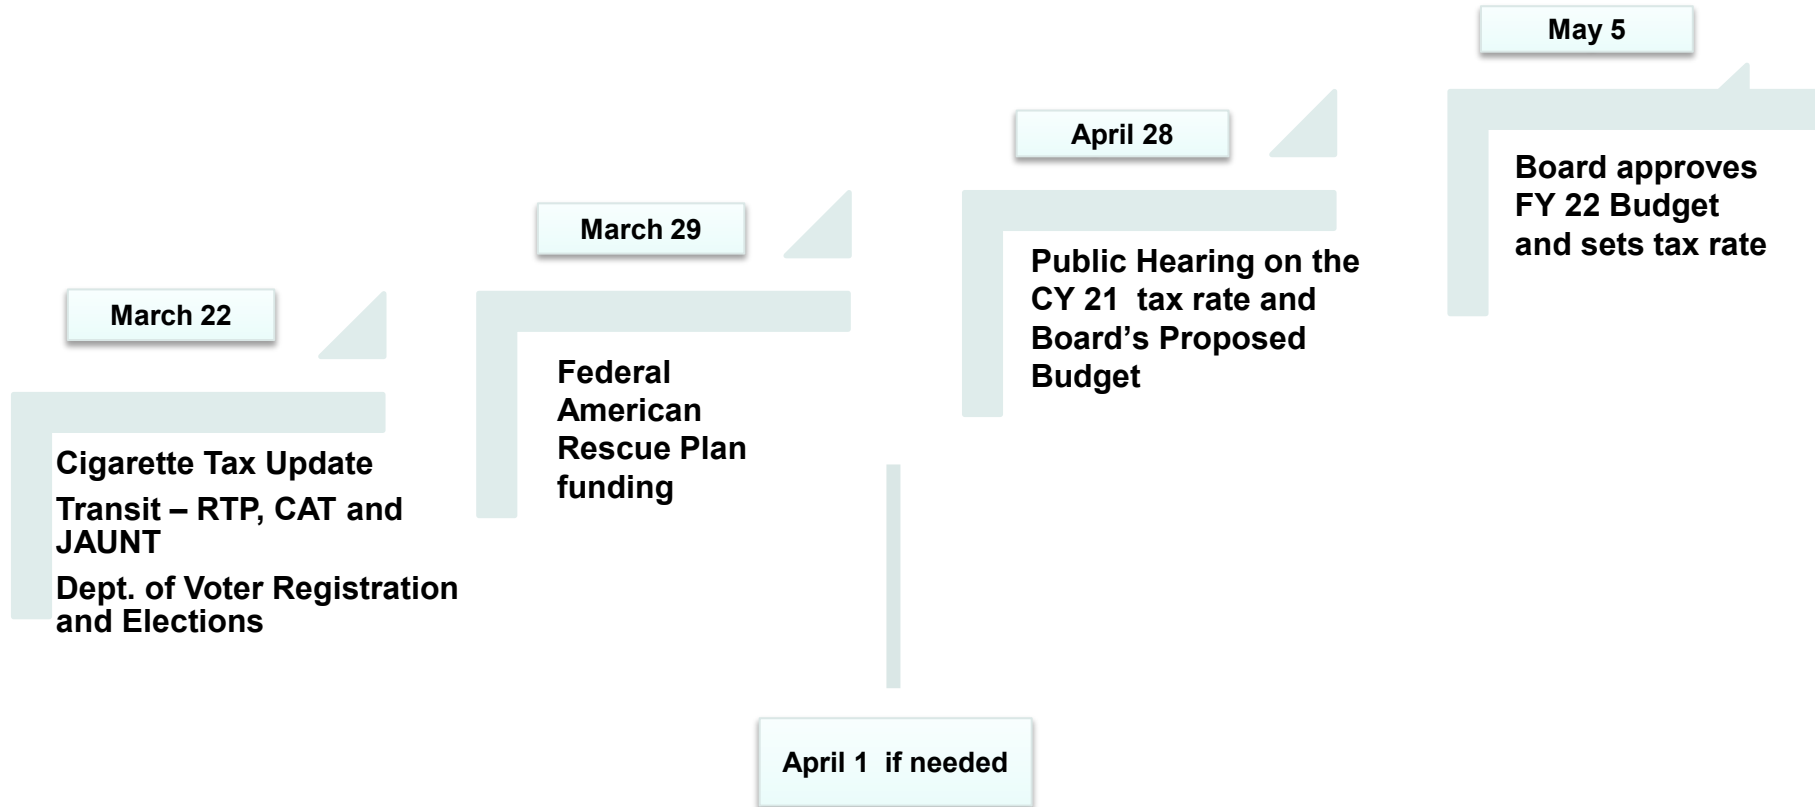 March 22
Cigarette Tax Update
Transit – RTP, CAT and
JAUNT
Dept. of Voter Registration
and Elections
March 29
Federal
American
Rescue Plan
funding
April 1  if needed
April 28
Public Hearing on the
CY 21  tax rate and
Board’s Proposed
Budget
May 5
Board approves
FY 22 Budget
and sets tax rate